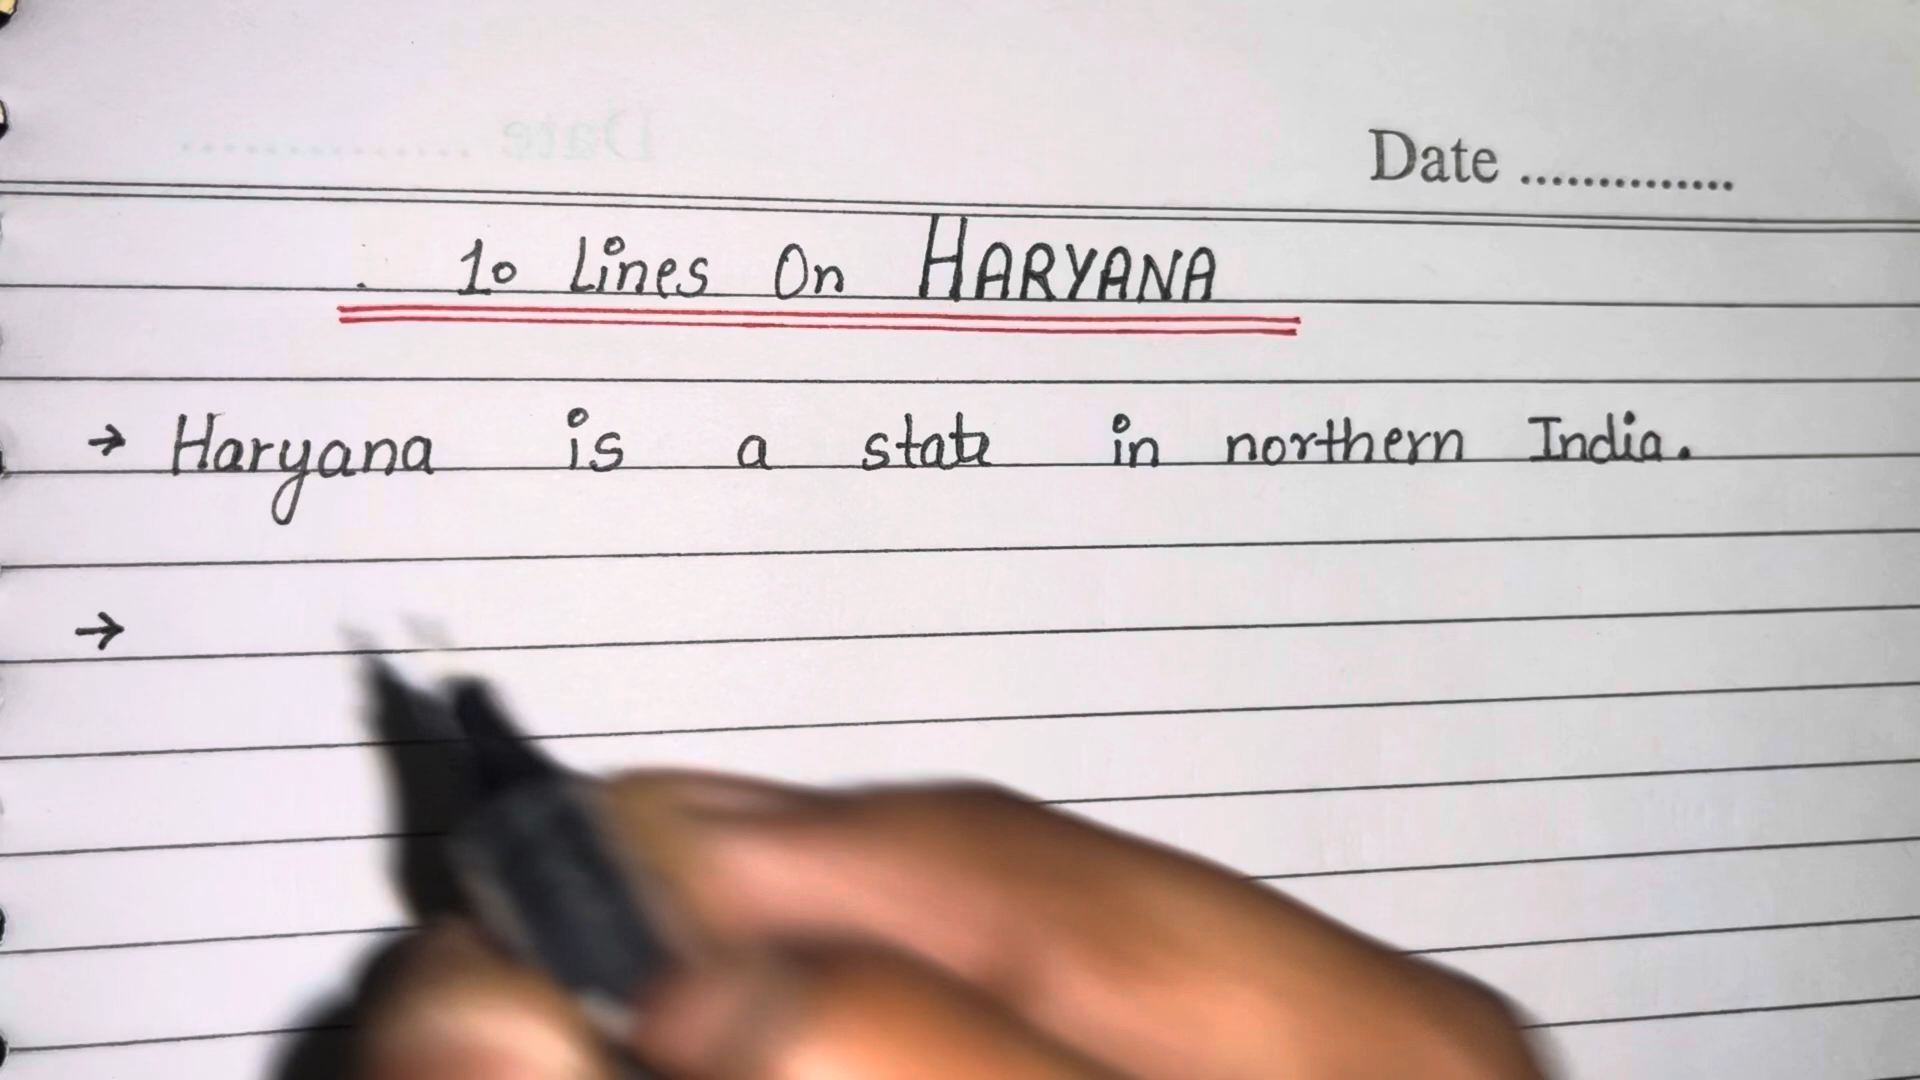 Date ..............
10 Lines On HARYANA
→ Haryana is a state in northern India.
→